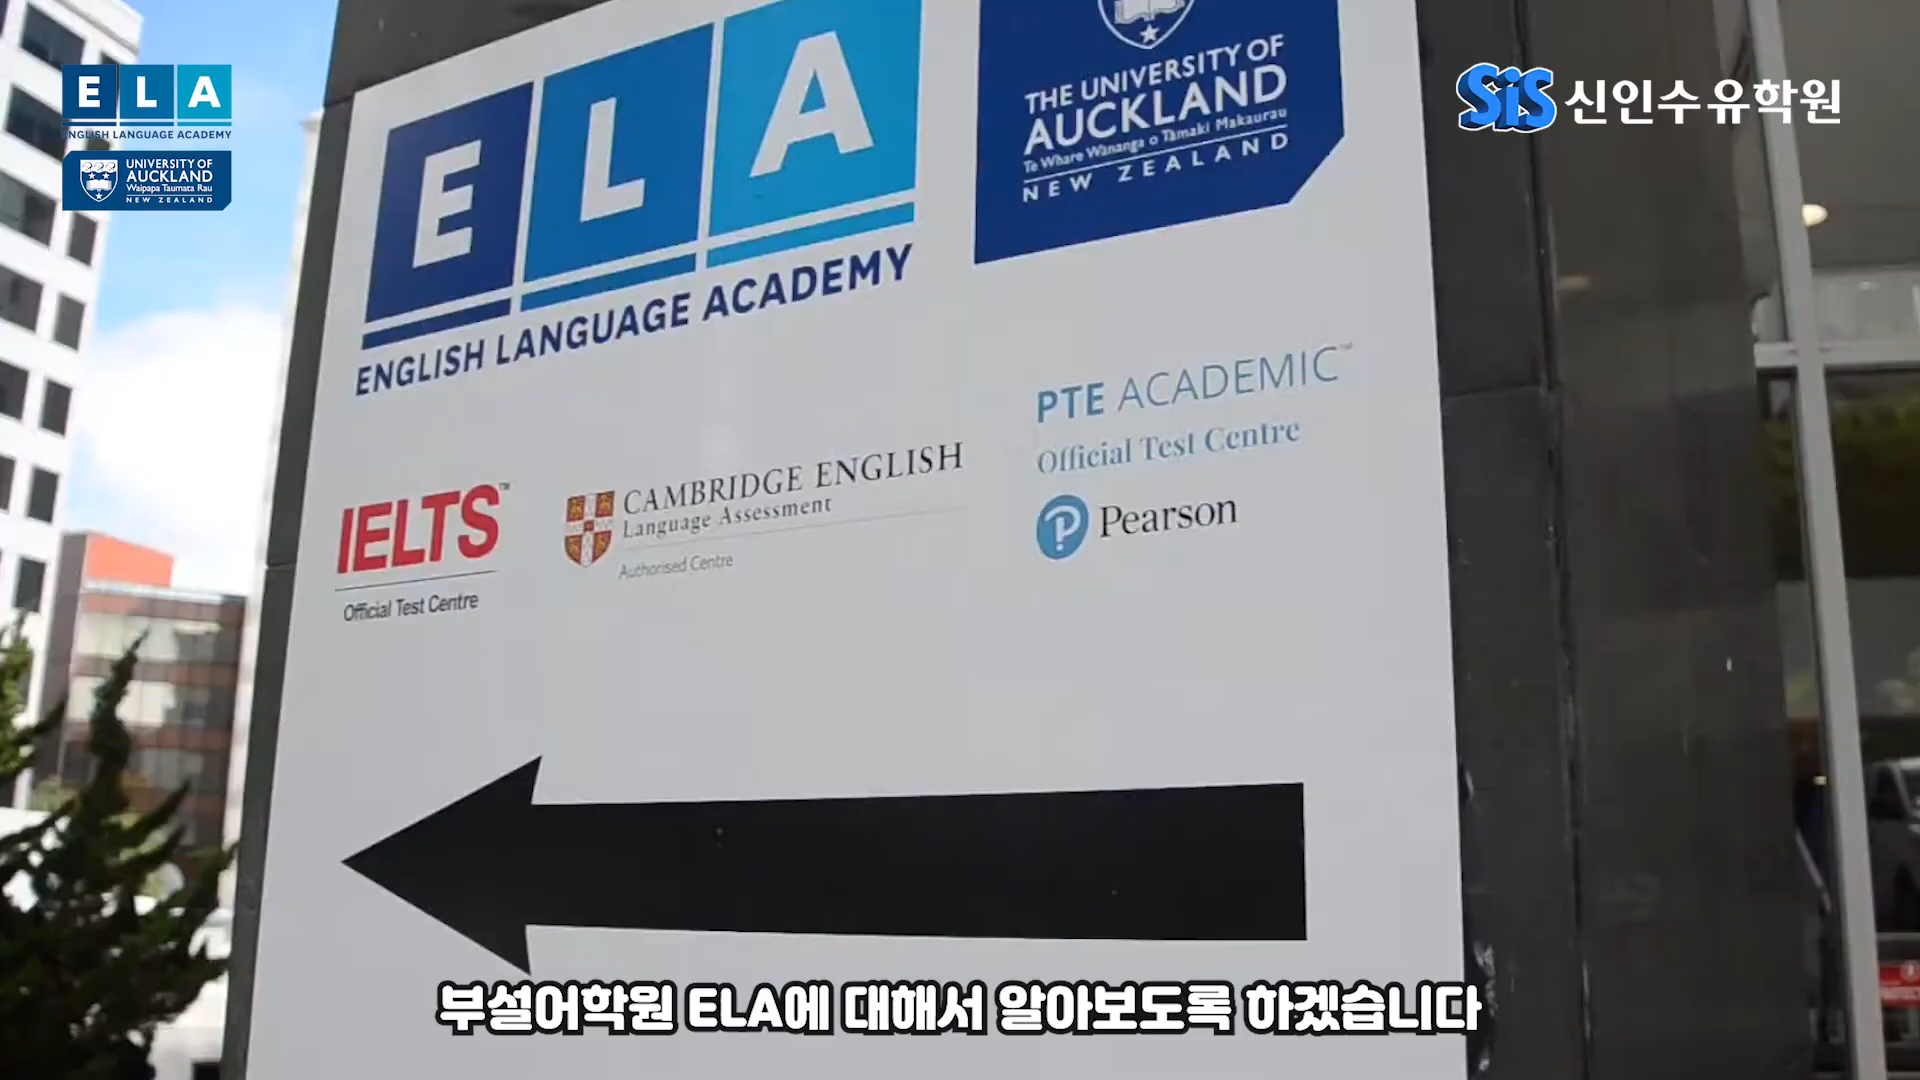 E L A
ENGLISH LANGUAGE ACADEMY
UNIVERSITY OF
AUCKLAND
Waipapa Taumata Rau
NEW ZEALAND
SiS 신인수유학원
E L A
ENGLISH LANGUAGE ACADEMY
THE UNIVERSITY OF
AUCKLAND
Te Whare Wānanga o Tāmaki Makaurau
NEW ZEALAND
IELTS™
Official Test Centre
CAMBRIDGE ENGLISH
Language Assessment
Authorised Centre
PTE ACADEMIC™
Official Test Centre
Pearson
부설어학원 ELA에 대해서 알아보도록 하겠습니다